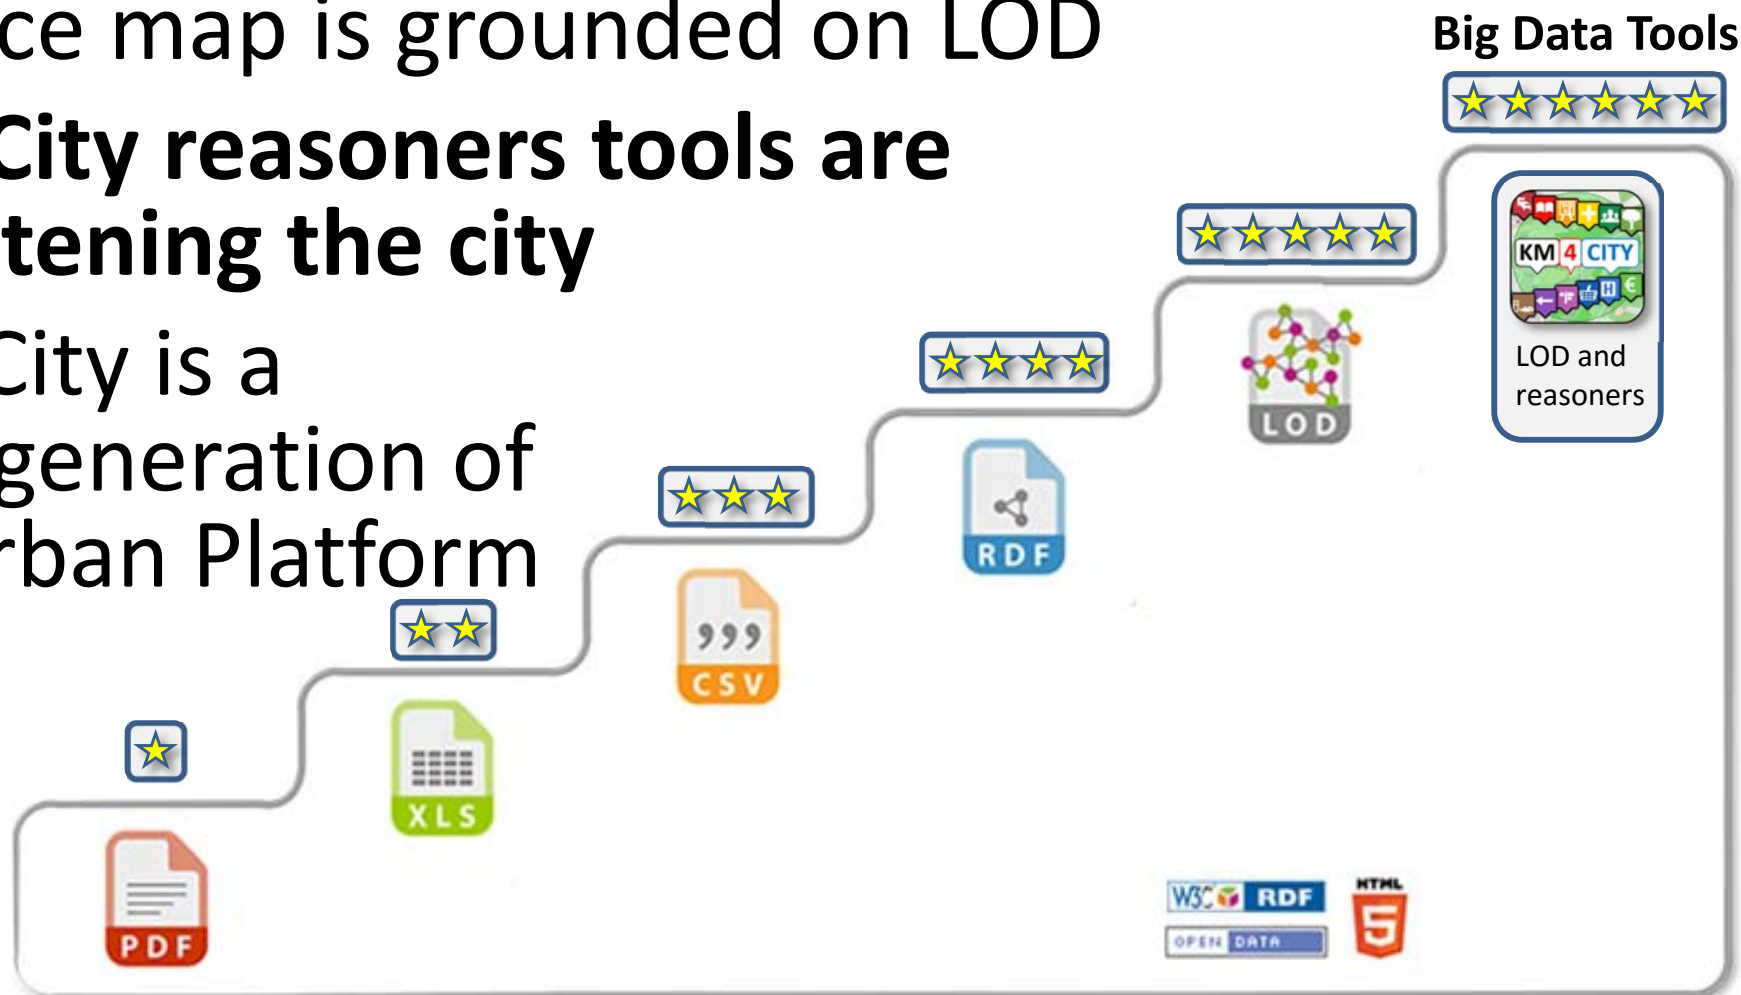 ce map is grounded on LOD
City reasoners tools are
tening the city
City is a
generation of
rban Platform
Big Data Tools
KM 4 CITY
LOD and
reasoners
LOD
RDF
,,,
CSV
XLS
PDF
W3C RDF
OPEN DATA
HTML
5